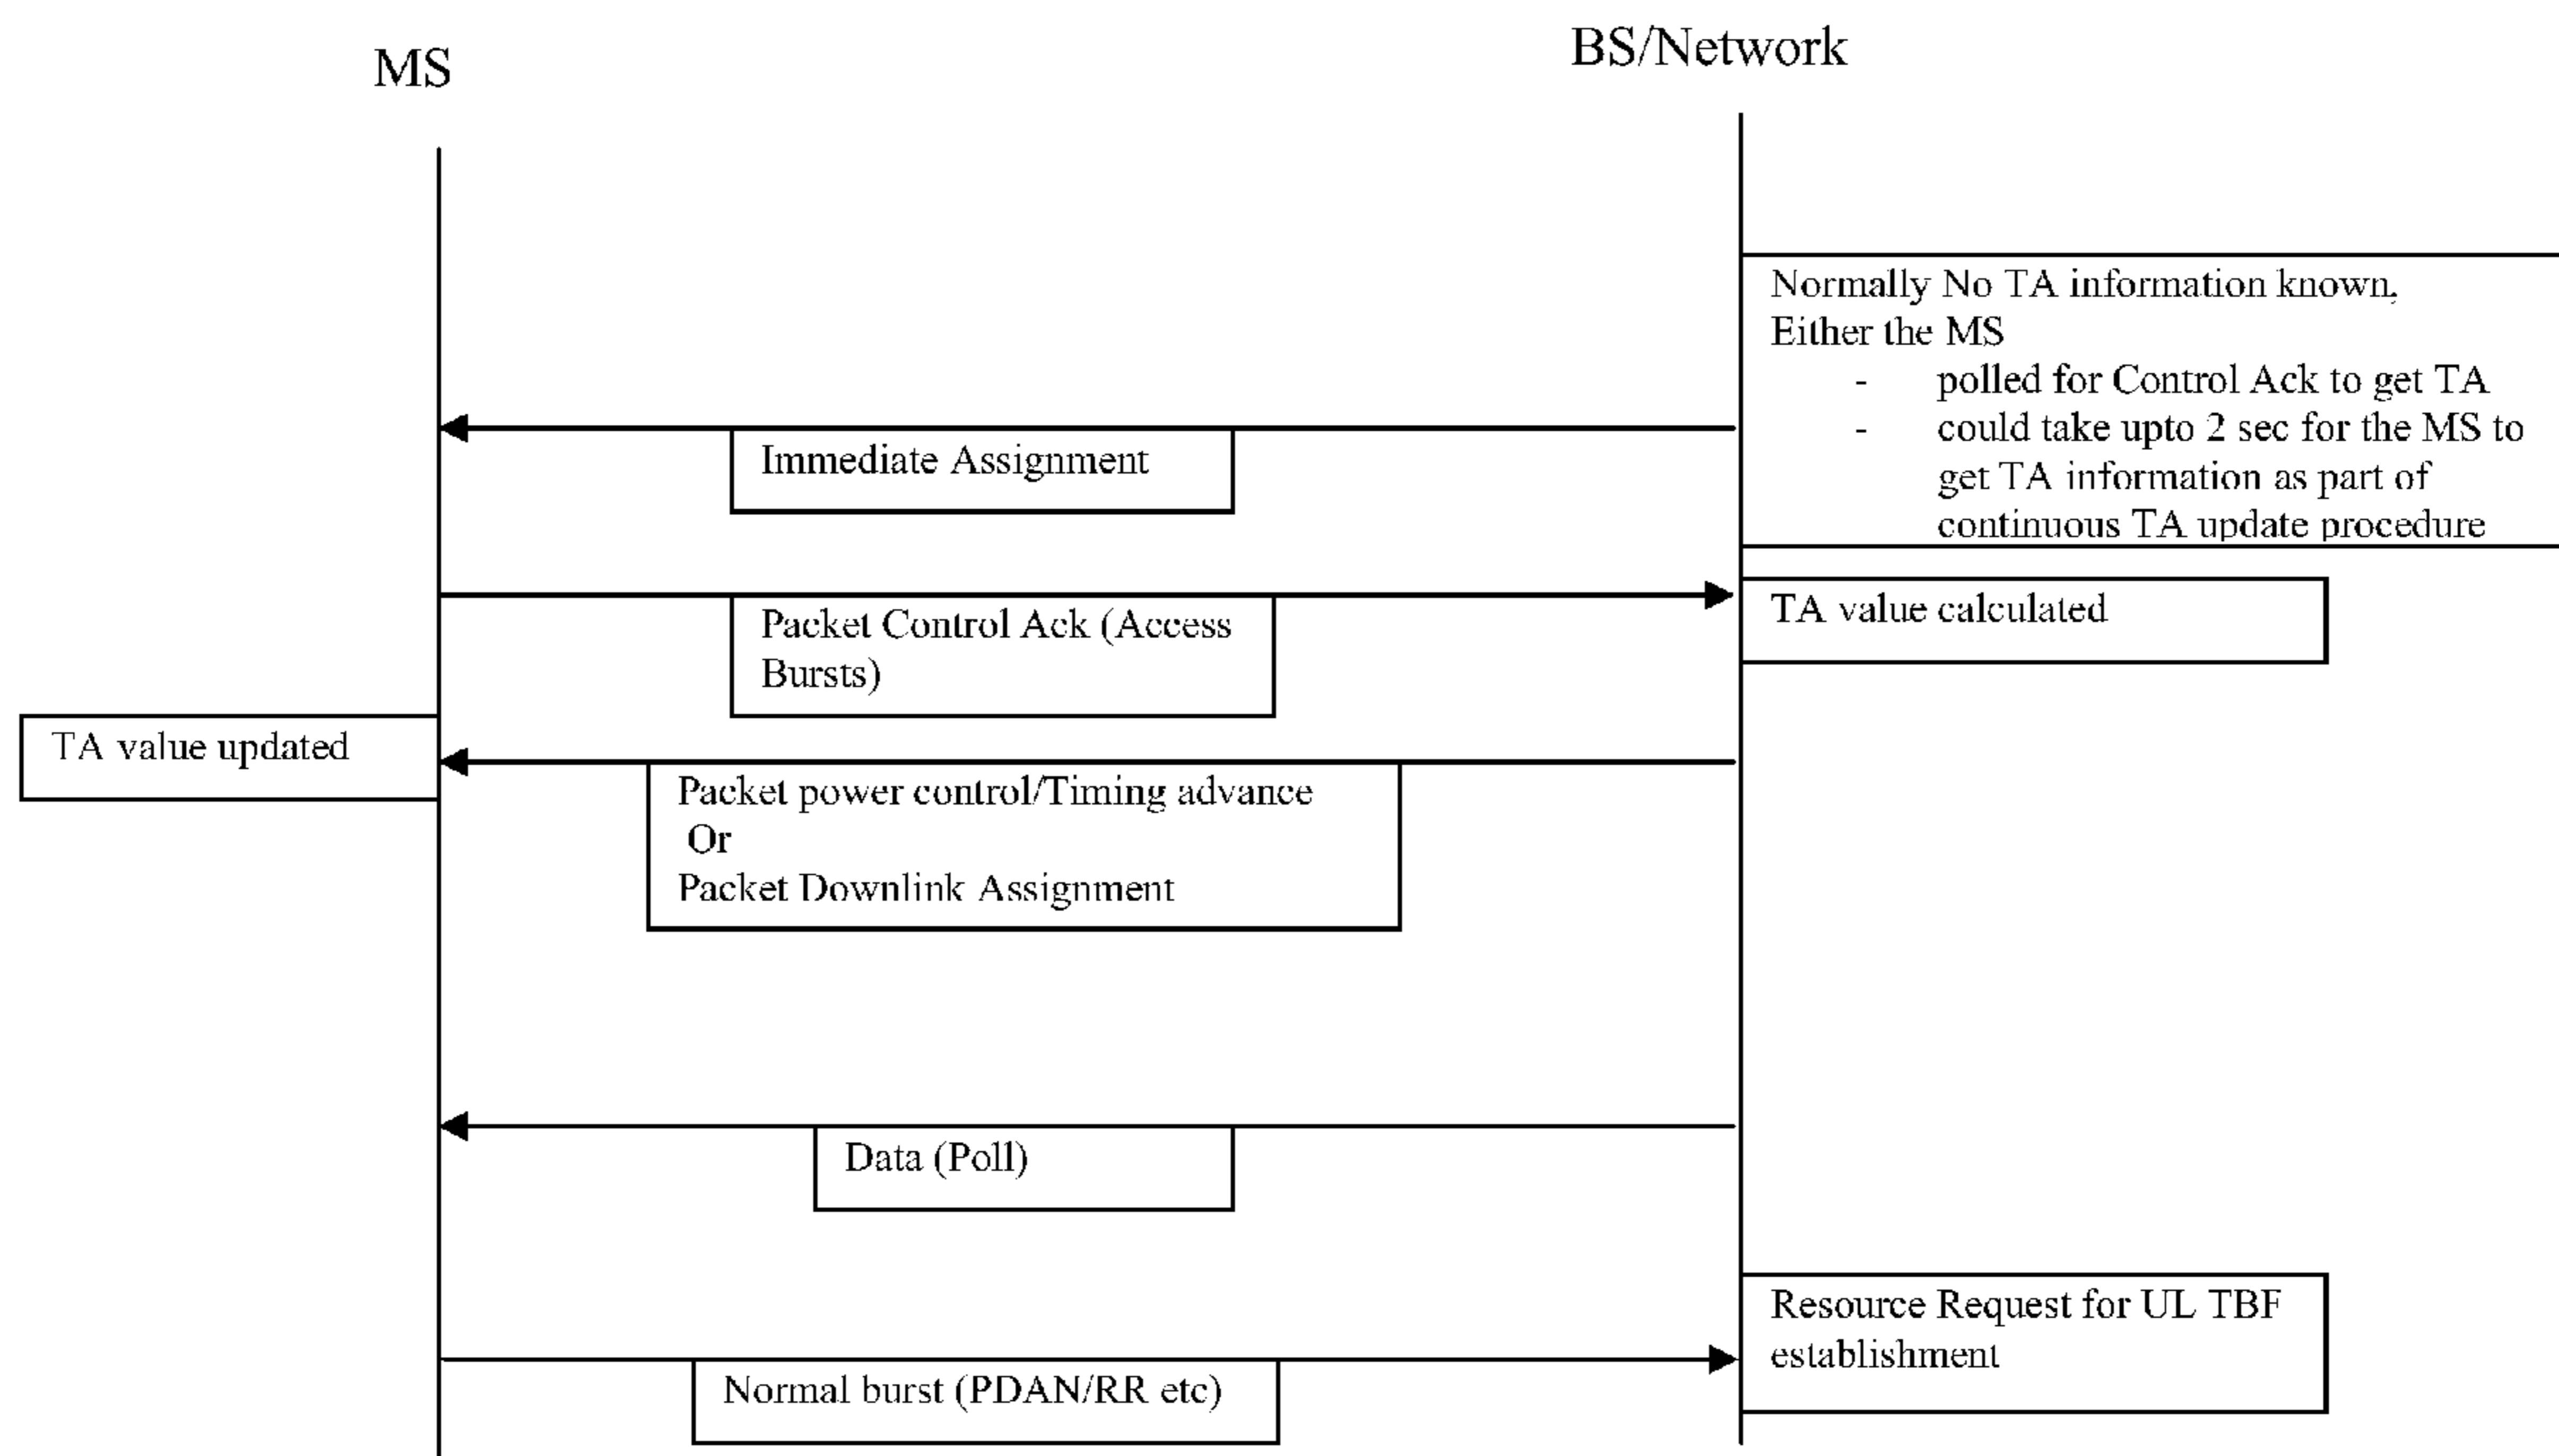 MS
BS/Network
Normally No TA information known,
Either the MS
- polled for Control Ack to get TA
- could take upto 2 sec for the MS to
get TA information as part of
continuous TA update procedure
Immediate Assignment
TA value calculated
Packet Control Ack (Access
Bursts)
TA value updated
Packet power control/Timing advance
Or
Packet Downlink Assignment
Data (Poll)
Resource Request for UL TBF
establishment
Normal burst (PDAN/RR etc)